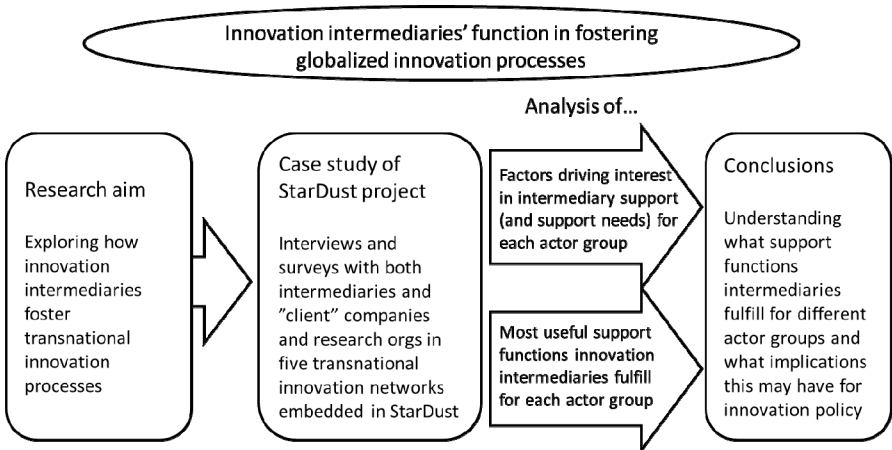 Innovation intermediaries' function in fostering
globalized innovation processes
Analysis of...
Research aim
Exploring how
innovation
intermediaries
foster
transnational
innovation
processes
Case study of
StarDust project
Interviews and
surveys with both
intermediaries and
"client" companies
and research orgs in
five transnational
innovation networks
embedded in StarDust
Factors driving interest
in intermediary support
(and support needs) for
each actor group
Most useful support
functions innovation
intermediaries fulfill
for each actor group
Conclusions
Understanding
what support
functions
intermediaries
fulfill for different
actor groups and
what implications
this may have for
innovation policy